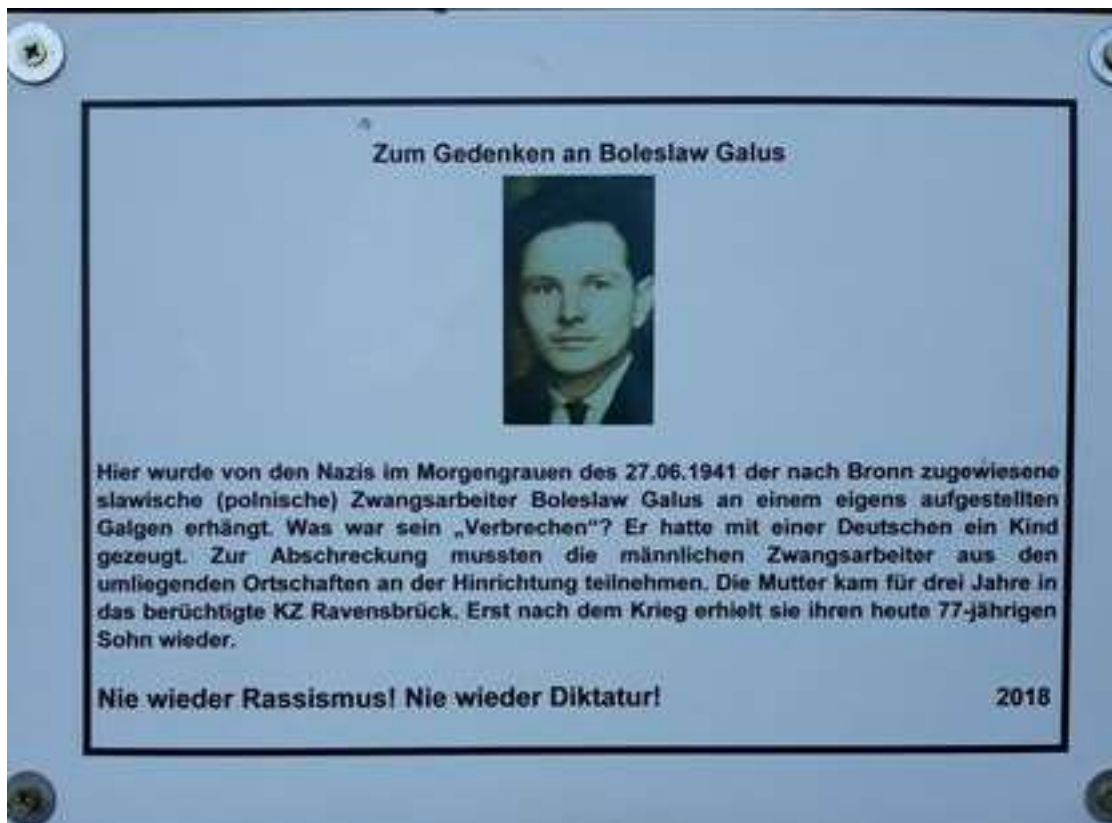 Zum Gedenken an Boleslaw Galus
Hier wurde von den Nazis im Morgengrauen des 27.06.1941 der nach Bronn zugewiesene
slawische (polnische) Zwangsarbeiter Boleslaw Galus an einem eigens aufgestellten
Galgen erhängt. Was war sein „Verbrechen“? Er hatte mit einer Deutschen ein Kind
gezeugt. Zur Abschreckung mussten die männlichen Zwangsarbeiter aus den
umliegenden Ortschaften an der Hinrichtung teilnehmen. Die Mutter kam für drei Jahre in
das berüchtigte KZ Ravensbrück. Erst nach dem Krieg erhielt sie ihren heute 77-jährigen
Sohn wieder.
Nie wieder Rassismus! Nie wieder Diktatur! 2018